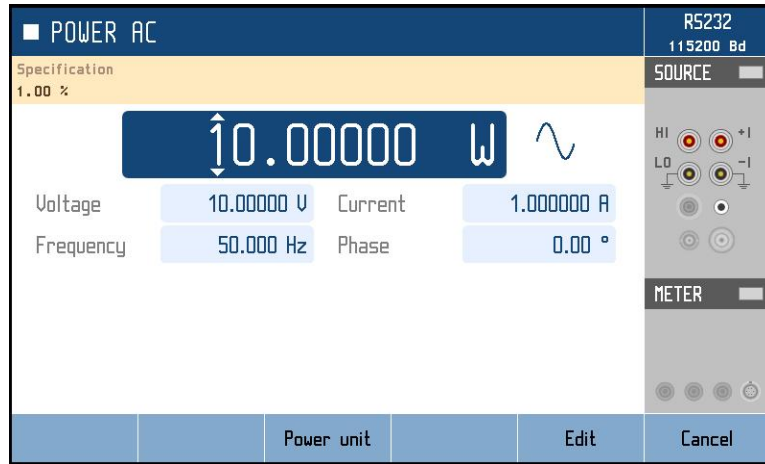 POWER AC
RS232
115200 Bd
Specification
1.00 %
SOURCE
10.00000 W
HI +I
LO -I
Voltage 10.00000 V Current 1.000000 A
Frequency 50.000 Hz Phase 0.00 °
METER
Power unit Edit Cancel